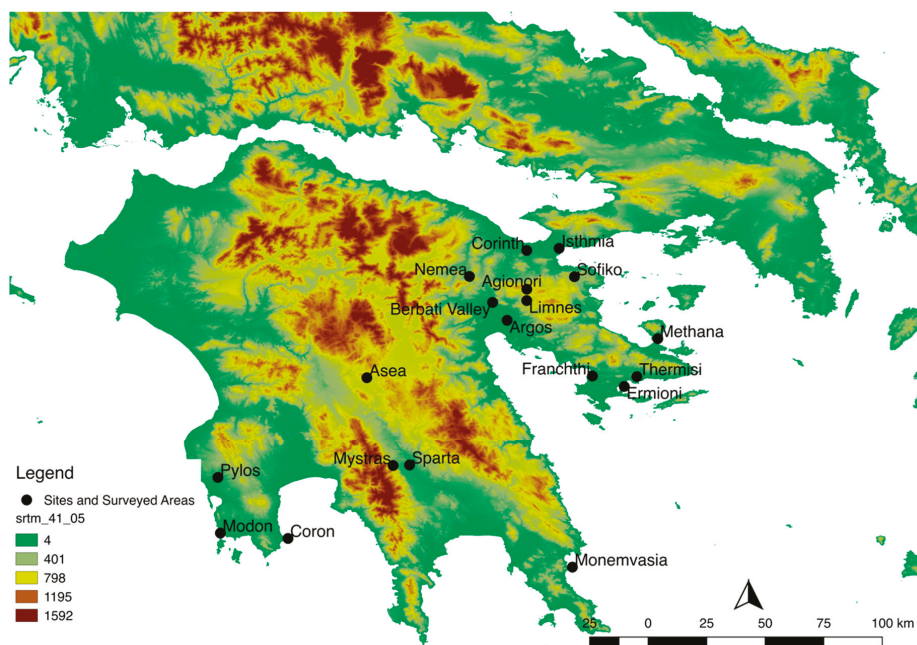 Corinth
Isthmia
Nemea
Sofiko
Agionori
Berbati Valley
Limnes
Argos
Methana
Franchthi
Thermisi
Asea
Ermioni
Mystras
Sparta
Pylos
Modon
Coron
Monemvasia
Legend
Sites and Surveyed Areas
srtm_41_05
4
401
798
1195
1592
25 0 25 50 75 100 km